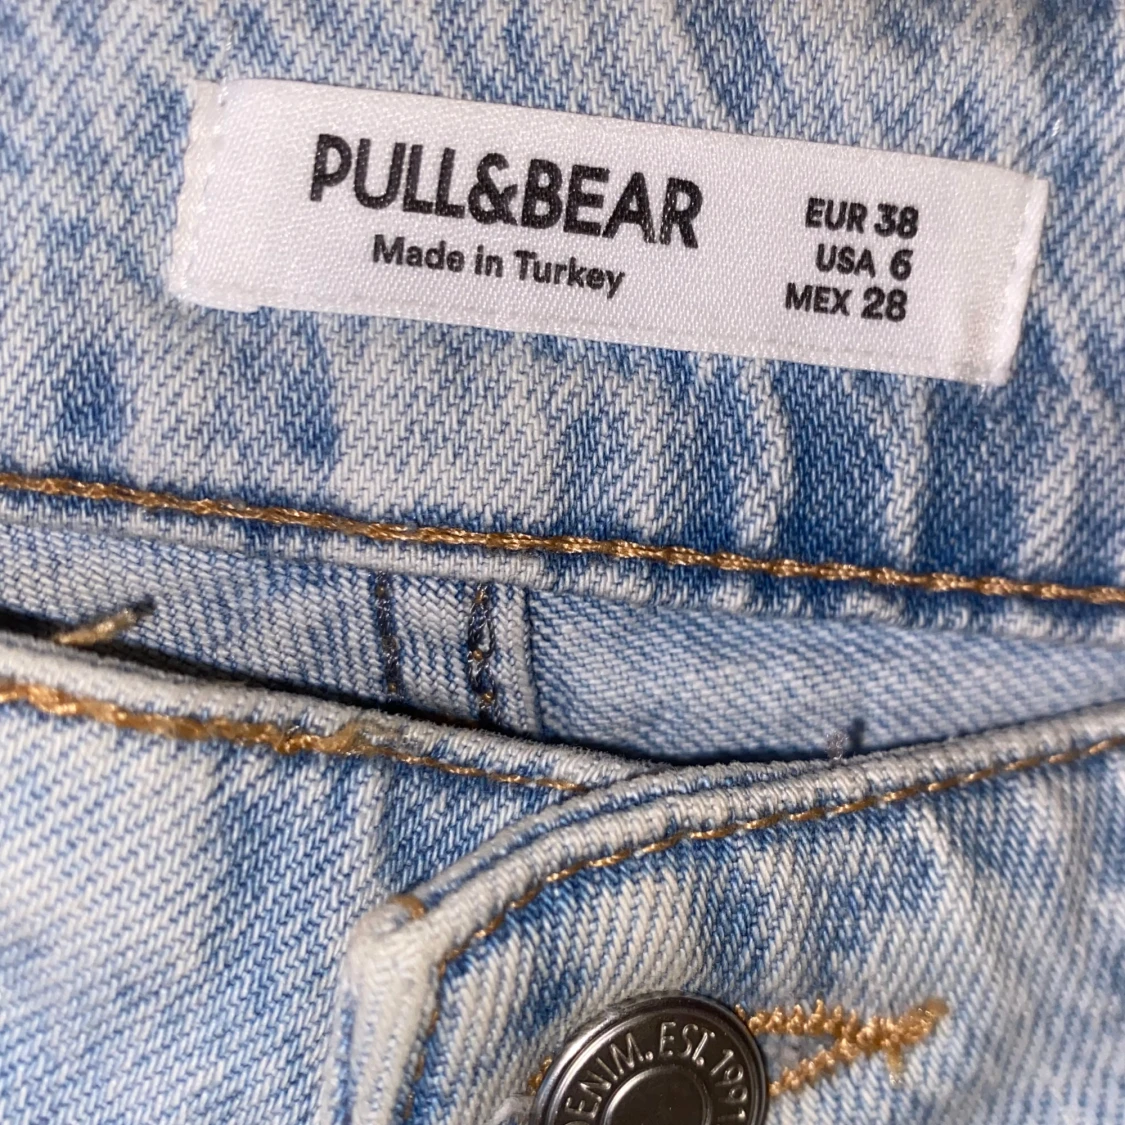 PULL&BEAR
Made in Turkey
EUR 38
USA 6
MEX 28
DENIM. EST. 1991